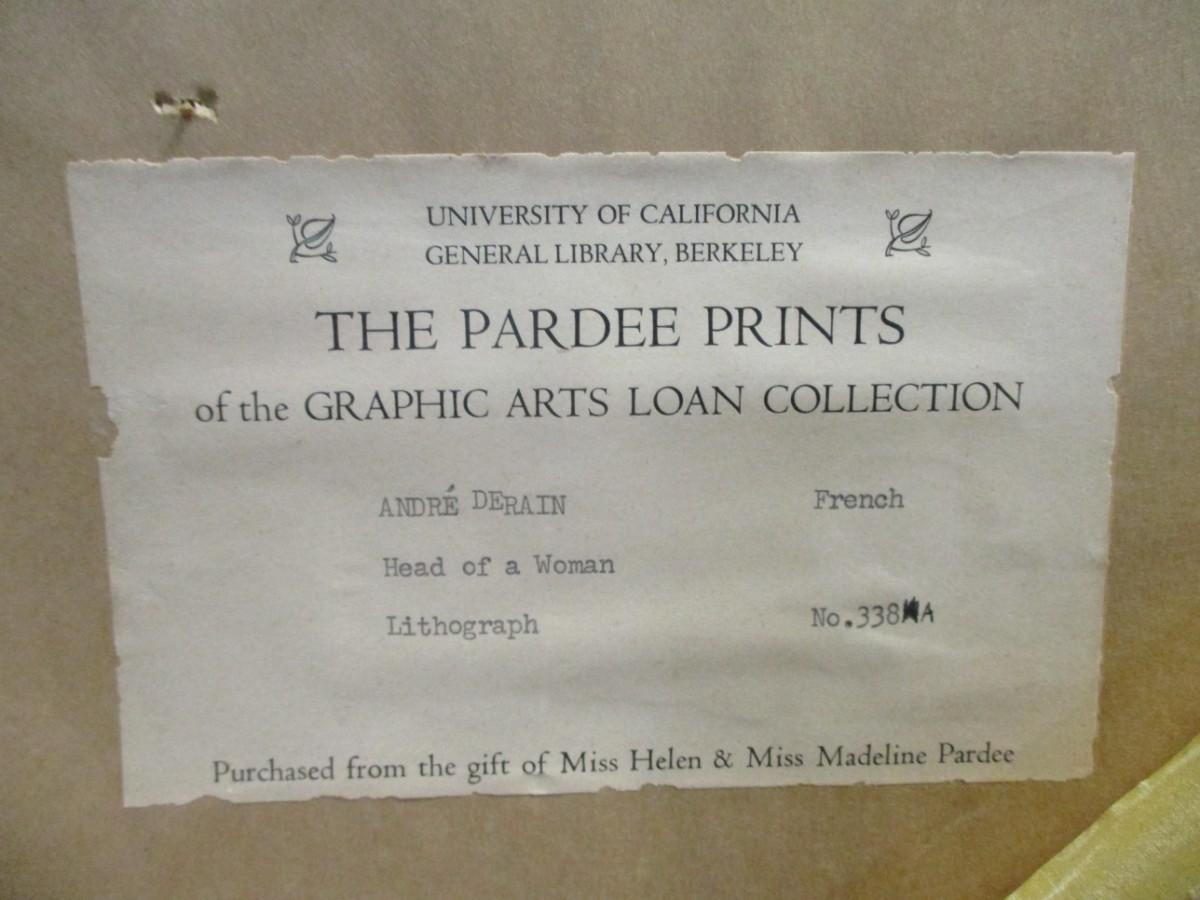 UNIVERSITY OF CALIFORNIA
GENERAL LIBRARY, BERKELEY
THE PARDEE PRINTS
of the GRAPHIC ARTS LOAN COLLECTION
ANDRÉ DERAIN French
Head of a Woman
Lithograph No.338A
Purchased from the gift of Miss Helen & Miss Madeline Pardee